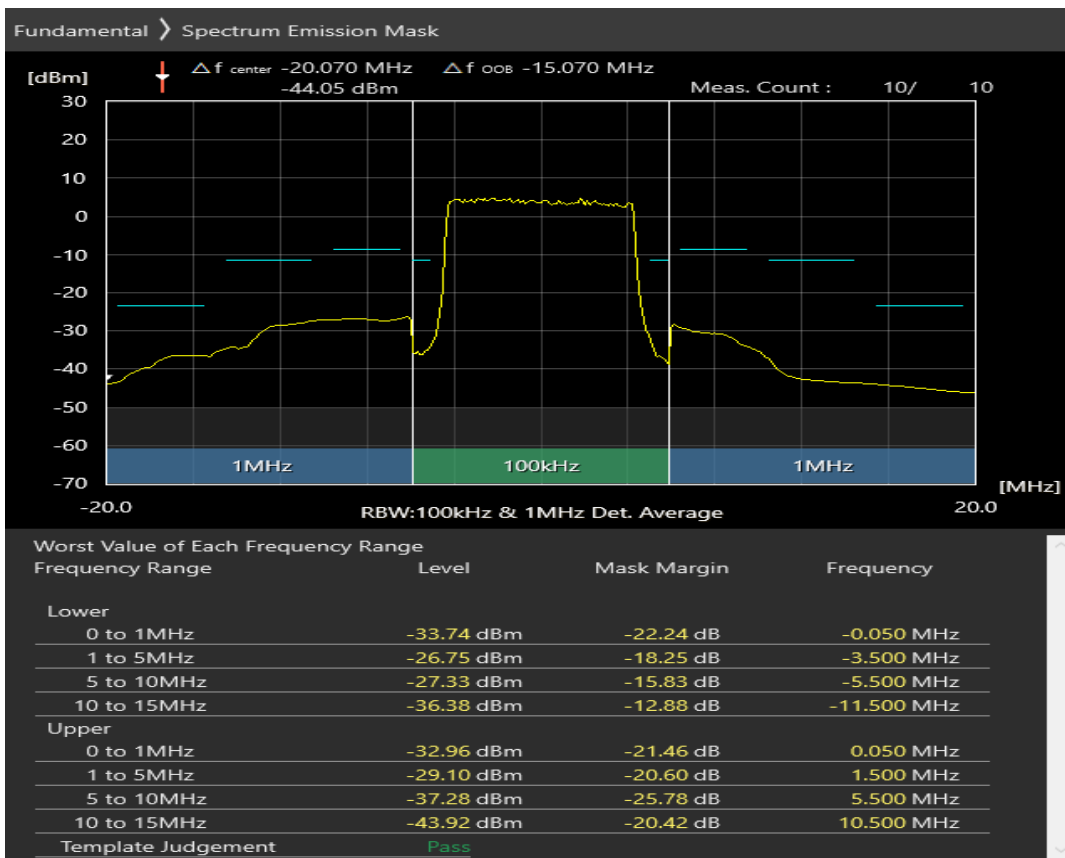 Fundamental 〉 Spectrum Emission Mask
[dBm] △f center -20.070 MHz △f OOB -15.070 MHz
-44.05 dBm Meas. Count : 10/ 10
30
20
10
0
-10
-20
-30
-40
-50
-60
-70
1MHz 100kHz 1MHz
[MHz]
-20.0 RBW:100kHz & 1MHz Det. Average 20.0
Worst Value of Each Frequency Range
Frequency Range Level Mask Margin Frequency
Lower
0 to 1MHz -33.74 dBm -22.24 dB -0.050 MHz
1 to 5MHz -26.75 dBm -18.25 dB -3.500 MHz
5 to 10MHz -27.33 dBm -15.83 dB -5.500 MHz
10 to 15MHz -36.38 dBm -12.88 dB -11.500 MHz
Upper
0 to 1MHz -32.96 dBm -21.46 dB 0.050 MHz
1 to 5MHz -29.10 dBm -20.60 dB 1.500 MHz
5 to 10MHz -37.28 dBm -25.78 dB 5.500 MHz
10 to 15MHz -43.92 dBm -20.42 dB 10.500 MHz
Template Judgement Pass